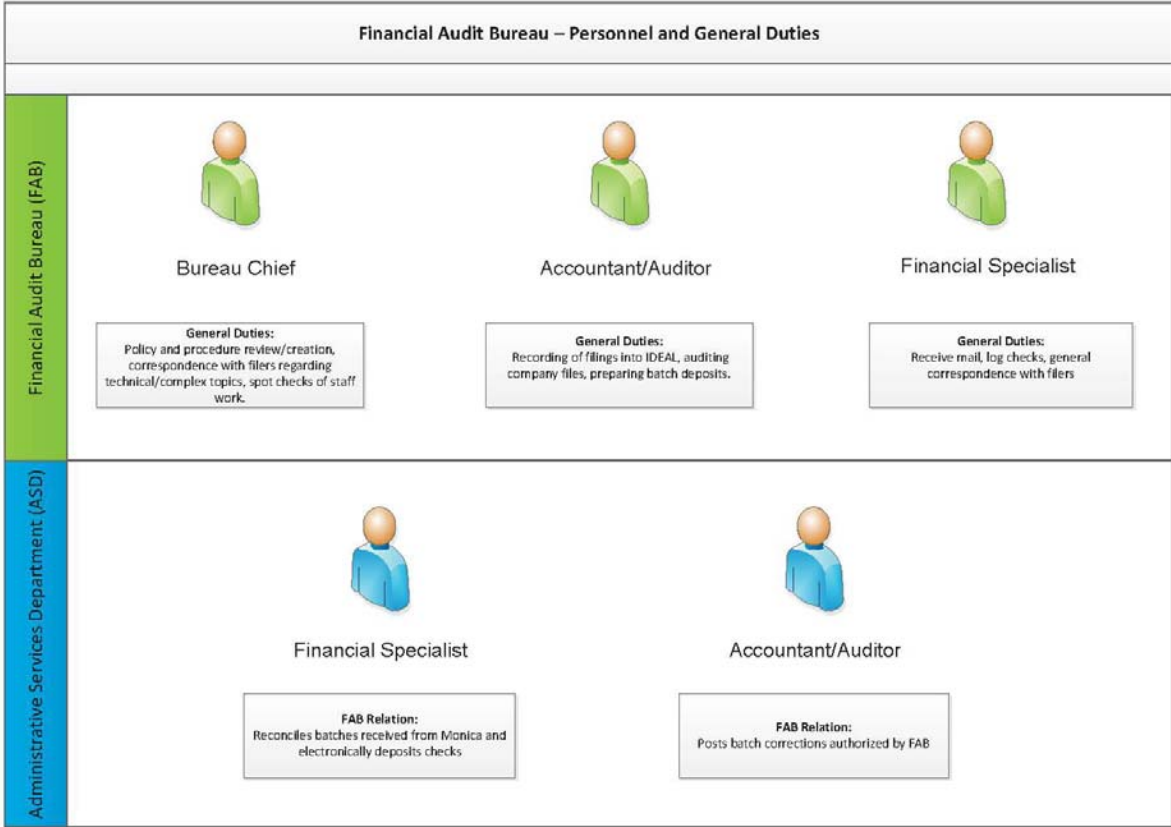 Financial Audit Bureau – Personnel and General Duties
Financial Audit Bureau (FAB)
Bureau Chief
Accountant/Auditor
Financial Specialist
General Duties:
Policy and procedure review/creation,
correspondence with filers regarding
technical/complex topics, spot checks of staff
work.
General Duties:
Recording of filings into IDEAL, auditing
company files, preparing batch deposits.
General Duties:
Receive mail, log checks, general
correspondence with filers
Administrative Services Department (ASD)
Financial Specialist
Accountant/Auditor
FAB Relation:
Reconciles batches received from Monica and
electronically deposits checks
FAB Relation:
Posts batch corrections authorized by FAB